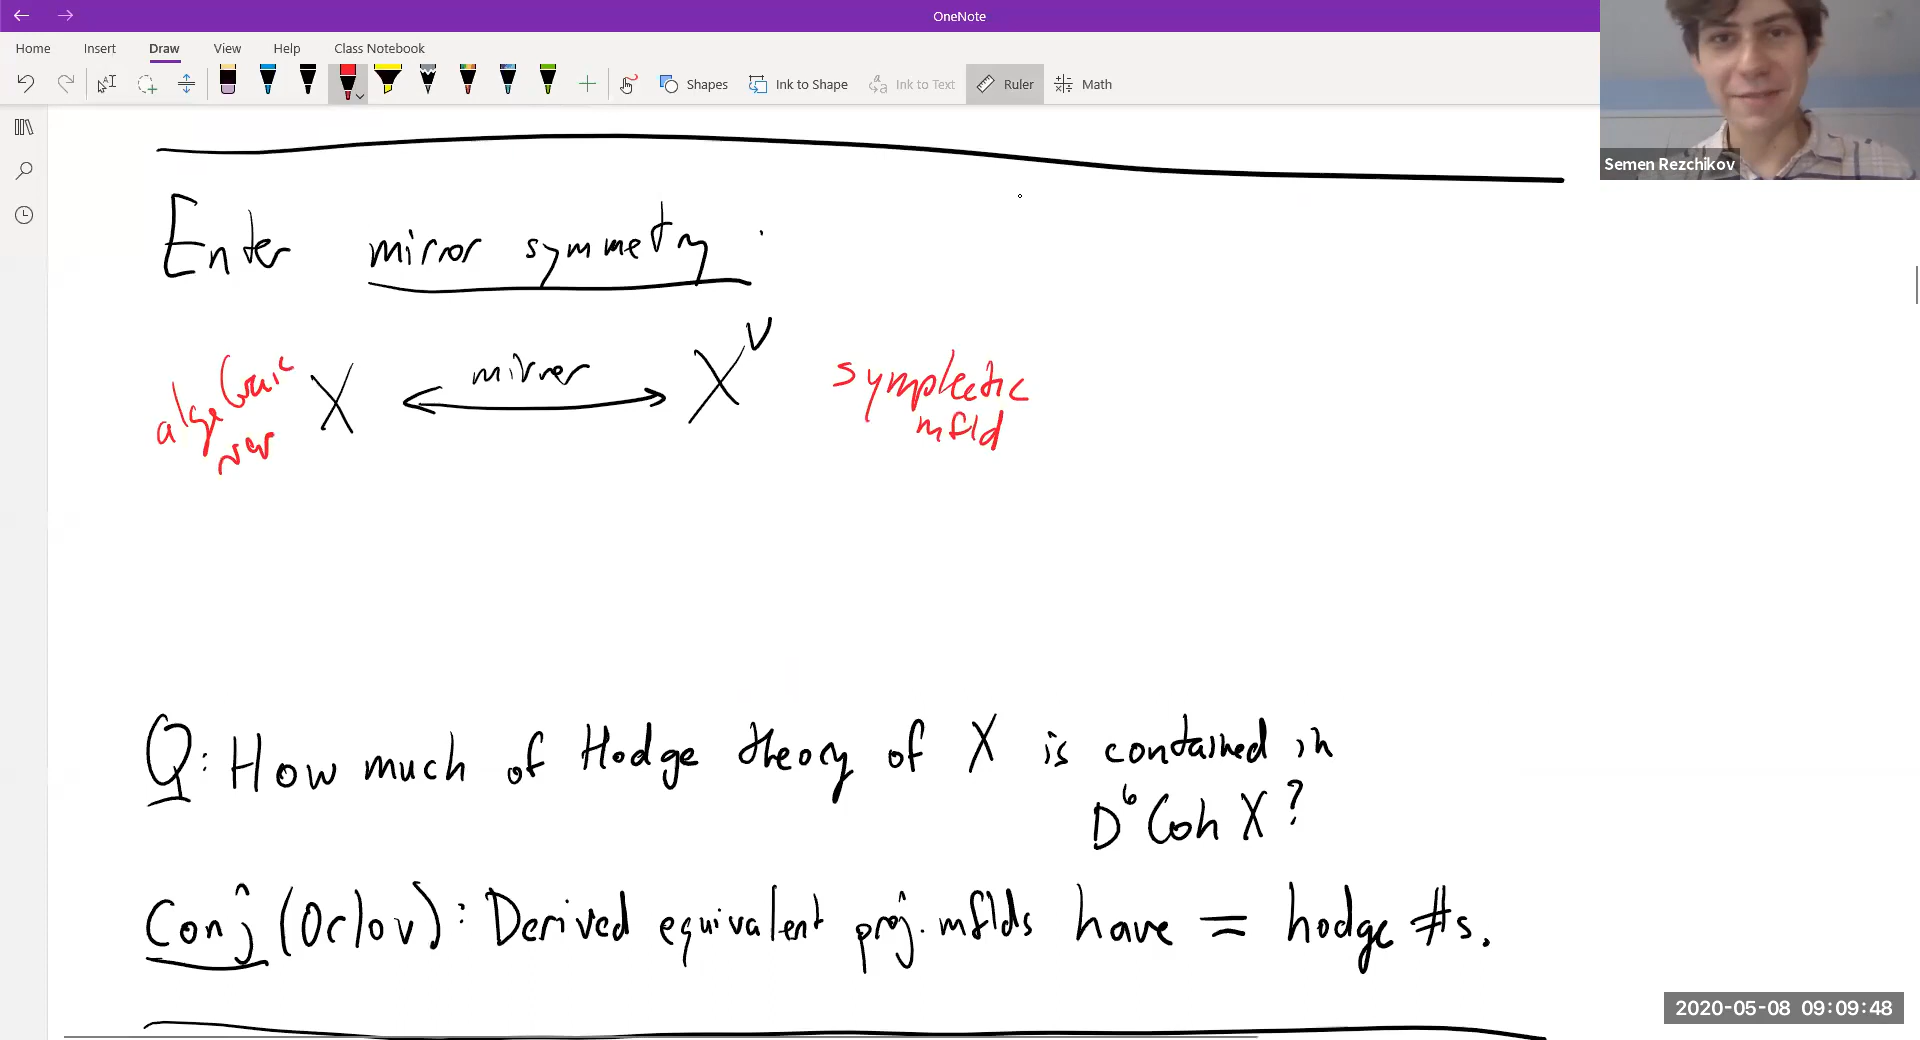 OneNote
Home Insert Draw View Help Class Notebook
Shapes Ink to Shape Ink to Text Ruler Math
Semen Rezchikov
Enter mirror symmetry.
algebraic X mirror X^V symplectic
var mfld
Q: How much of Hodge theory of X is contained in
D^b Coh X?
Conj (Orlov): Derived equivalent proj. mflds have = hodge #s.
2020-05-08 09:09:48